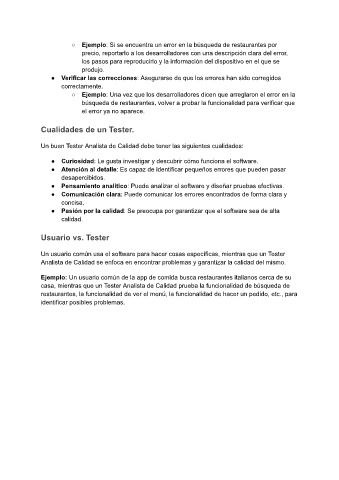 ○ Ejemplo: Si se encuentra un error en la búsqueda de restaurantes por
precio, reportarlo a los desarrolladores con una descripción clara del error,
los pasos para reproducirlo y la información del dispositivo en el que se
produjo.
● Verificar las correcciones: Asegurarse de que los errores han sido corregidos
correctamente.
○ Ejemplo: Una vez que los desarrolladores dicen que arreglaron el error en la
búsqueda de restaurantes, volver a probar la funcionalidad para verificar que
el error ya no aparece.
Cualidades de un Tester.
Un buen Tester Analista de Calidad debe tener las siguientes cualidades:
● Curiosidad: Le gusta investigar y descubrir cómo funciona el software.
● Atención al detalle: Es capaz de identificar pequeños errores que pueden pasar
desapercibidos.
● Pensamiento analítico: Puede analizar el software y diseñar pruebas efectivas.
● Comunicación clara: Puede comunicar los errores encontrados de forma clara y
concisa.
● Pasión por la calidad: Se preocupa por garantizar que el software sea de alta
calidad.
Usuario vs. Tester
Un usuario común usa el software para hacer cosas específicas, mientras que un Tester
Analista de Calidad se enfoca en encontrar problemas y garantizar la calidad del mismo.
Ejemplo: Un usuario común de la app de comida busca restaurantes italianos cerca de su
casa, mientras que un Tester Analista de Calidad prueba la funcionalidad de búsqueda de
restaurantes, la funcionalidad de ver el menú, la funcionalidad de hacer un pedido, etc., para
identificar posibles problemas.